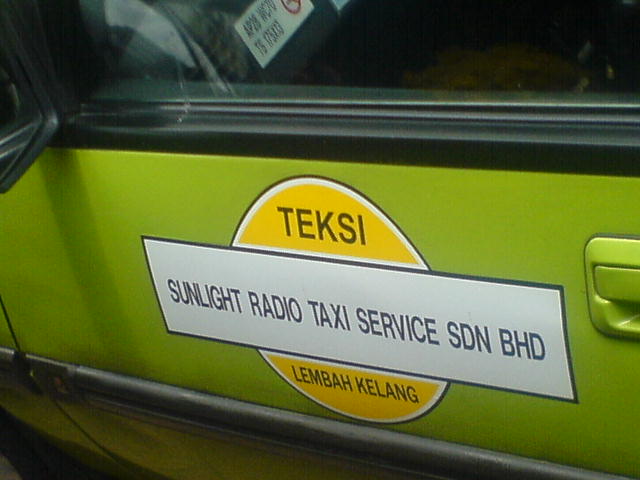 TEKSI
SUNLIGHT RADIO TAXI SERVICE SDN BHD
LEMBAH KELANG